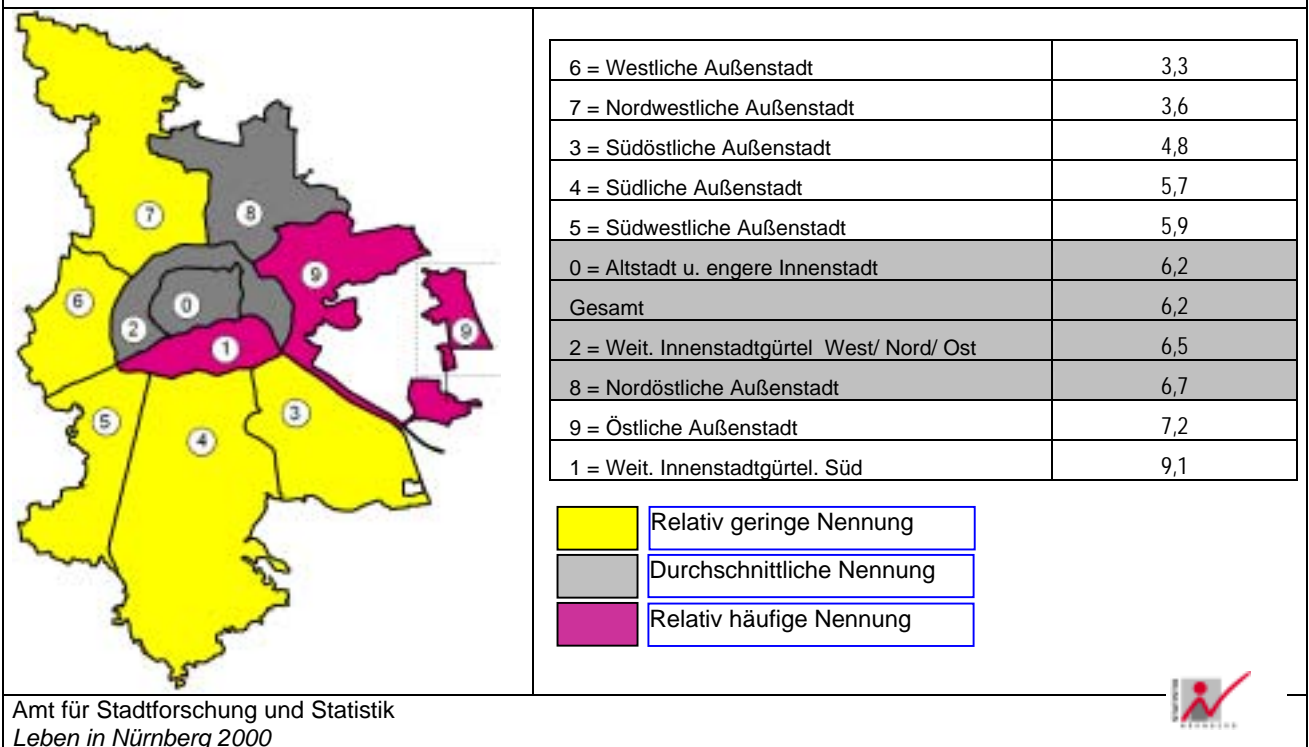 7
8
9
6
0
9
2
1
3
5
4
6 = Westliche Außenstadt 3,3
7 = Nordwestliche Außenstadt 3,6
3 = Südöstliche Außenstadt 4,8
4 = Südliche Außenstadt 5,7
5 = Südwestliche Außenstadt 5,9
0 = Altstadt u. engere Innenstadt 6,2
Gesamt 6,2
2 = Weit. Innenstadtgürtel West/ Nord/ Ost 6,5
8 = Nordöstliche Außenstadt 6,7
9 = Östliche Außenstadt 7,2
1 = Weit. Innenstadtgürtel. Süd 9,1
Relativ geringe Nennung
Durchschnittliche Nennung
Relativ häufige Nennung
Amt für Stadtforschung und Statistik
Leben in Nürnberg 2000